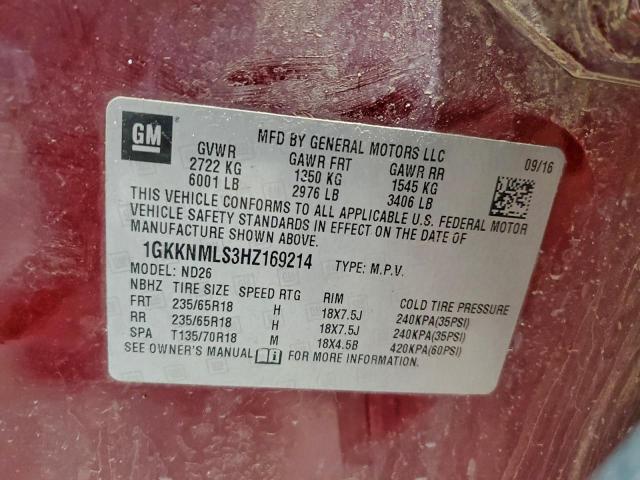 GM
MFD BY GENERAL MOTORS LLC
09/16
GVWR GAWR FRT GAWR RR
2722 KG 1350 KG 1545 KG
6001 LB 2976 LB 3406 LB
THIS VEHICLE CONFORMS TO ALL APPLICABLE U.S. FEDERAL MOTOR
VEHICLE SAFETY STANDARDS IN EFFECT ON THE DATE OF
MANUFACTURE SHOWN ABOVE.
1GKKNMLS3HZ169214 TYPE: M.P.V.
MODEL: ND26
NBHZ TIRE SIZE SPEED RTG RIM COLD TIRE PRESSURE
FRT 235/65R18 H 18X7.5J 240KPA(35PSI)
RR 235/65R18 H 18X7.5J 240KPA(35PSI)
SPA T135/70R18 M 18X4.5B 420KPA(60PSI)
SEE OWNER'S MANUAL FOR MORE INFORMATION.